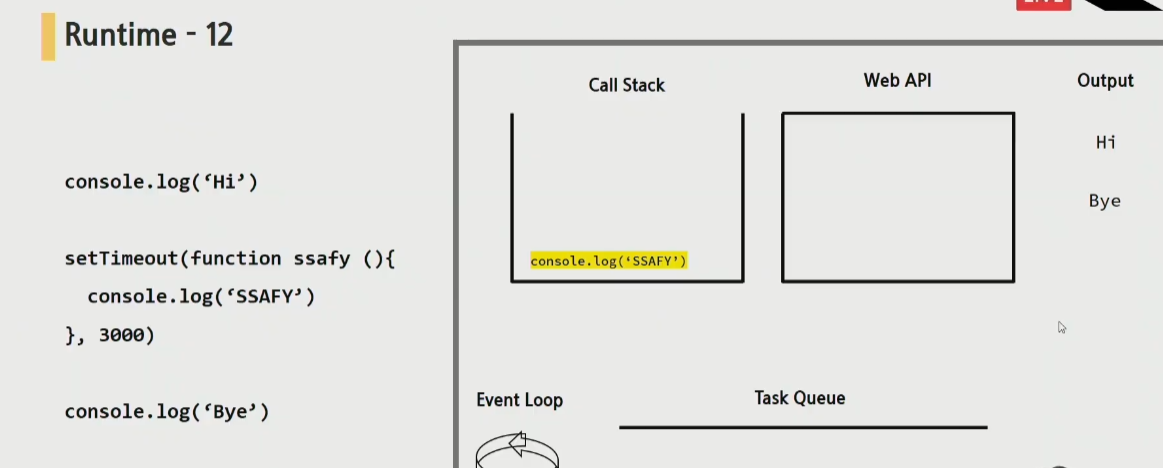 Runtime - 12
console.log(‘Hi’)
setTimeout(function ssafy (){
console.log(‘SSAFY’)
}, 3000)
console.log(‘Bye’)
Call Stack
console.log(‘SSAFY’)
Web API
Output
Hi
Bye
Event Loop
Task Queue